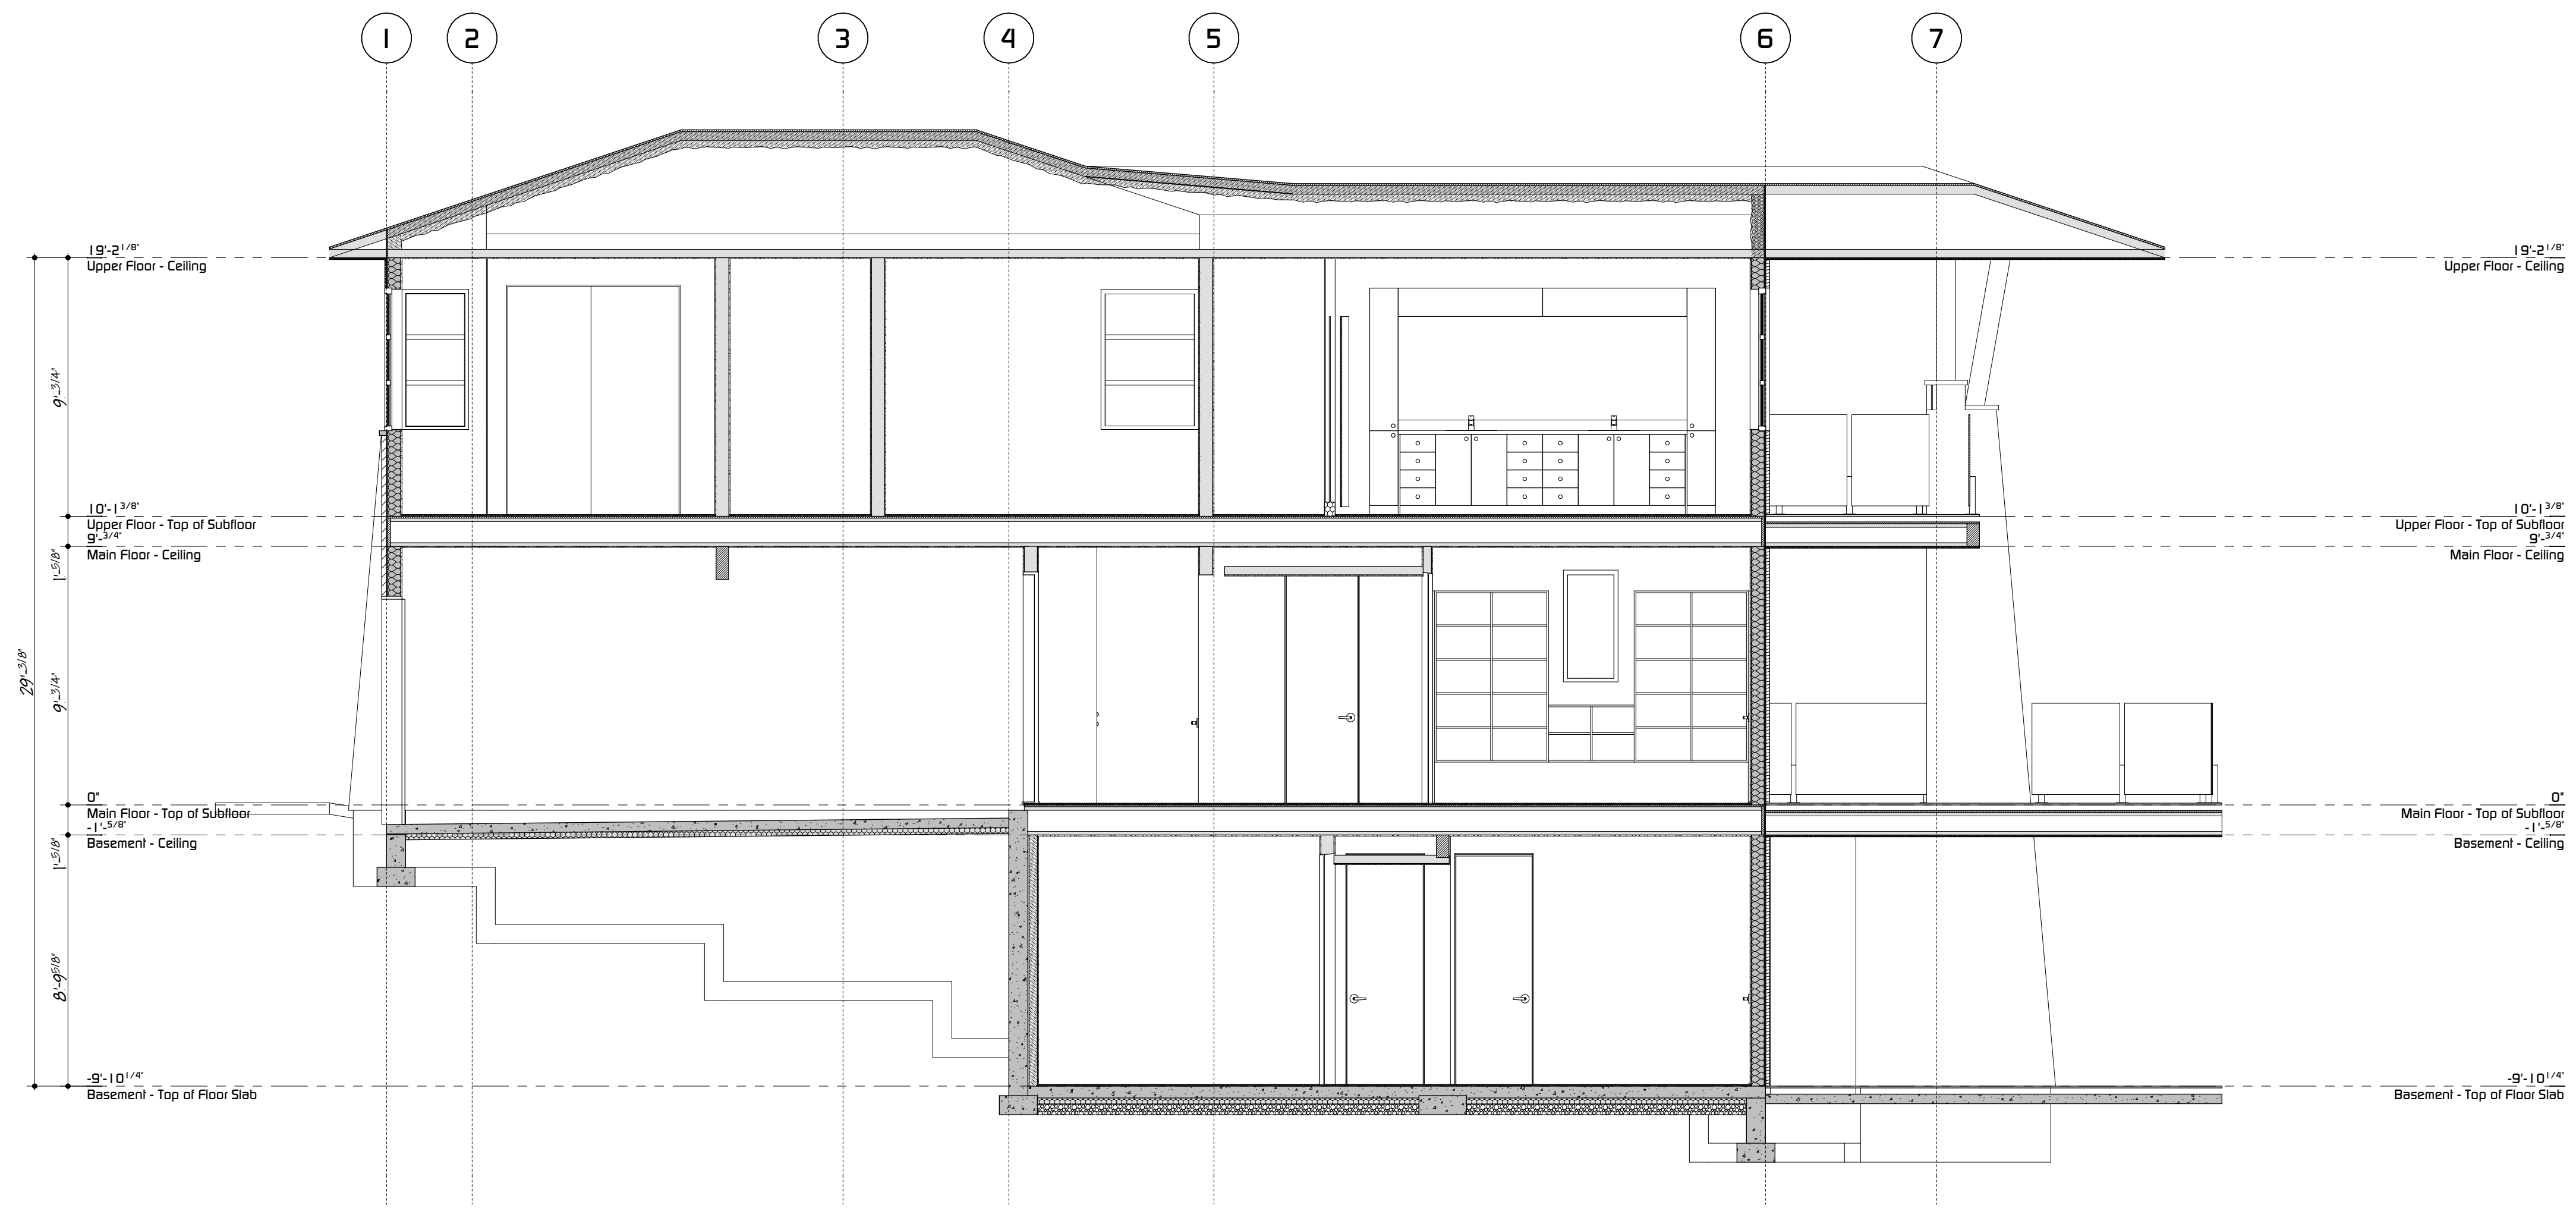 1 2 3 4 5 6 7
19'-2 1/8"
Upper Floor - Ceiling
19'-2 1/8"
Upper Floor - Ceiling
9'-3/4"
10'-1 3/8"
Upper Floor - Top of Subfloor
9'-3/4"
Main Floor - Ceiling
10'-1 3/8"
Upper Floor - Top of Subfloor
9'-3/4"
Main Floor - Ceiling
1'-5/8"
29'-3/8"
9'-3/4"
0"
Main Floor - Top of Subfloor
-1'-5/8"
Basement - Ceiling
0"
Main Floor - Top of Subfloor
-1'-5/8"
Basement - Ceiling
1'-5/8"
8'-9 5/8"
-9'-10 1/4"
Basement - Top of Floor Slab
-9'-10 1/4"
Basement - Top of Floor Slab